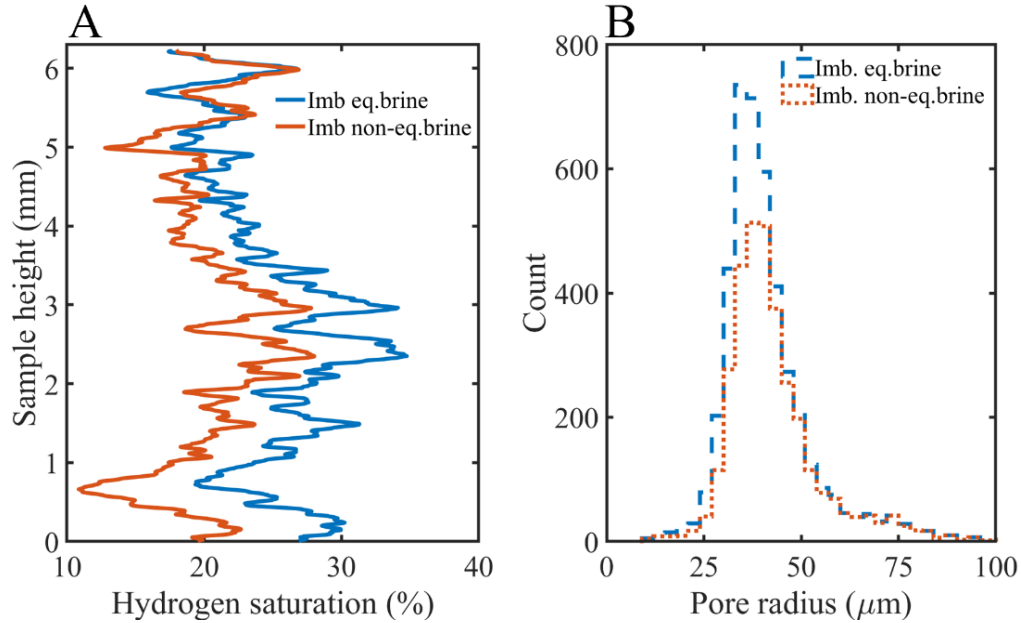 A
Sample height (mm)
6
5
4
3
2
1
0
Imb eq.brine
Imb non-eq.brine
10
20
30
40
Hydrogen saturation (%)
B
Count
800
600
400
200
0
Imb. eq.brine
Imb. non-eq.brine
0
25
50
75
100
Pore radius (μm)